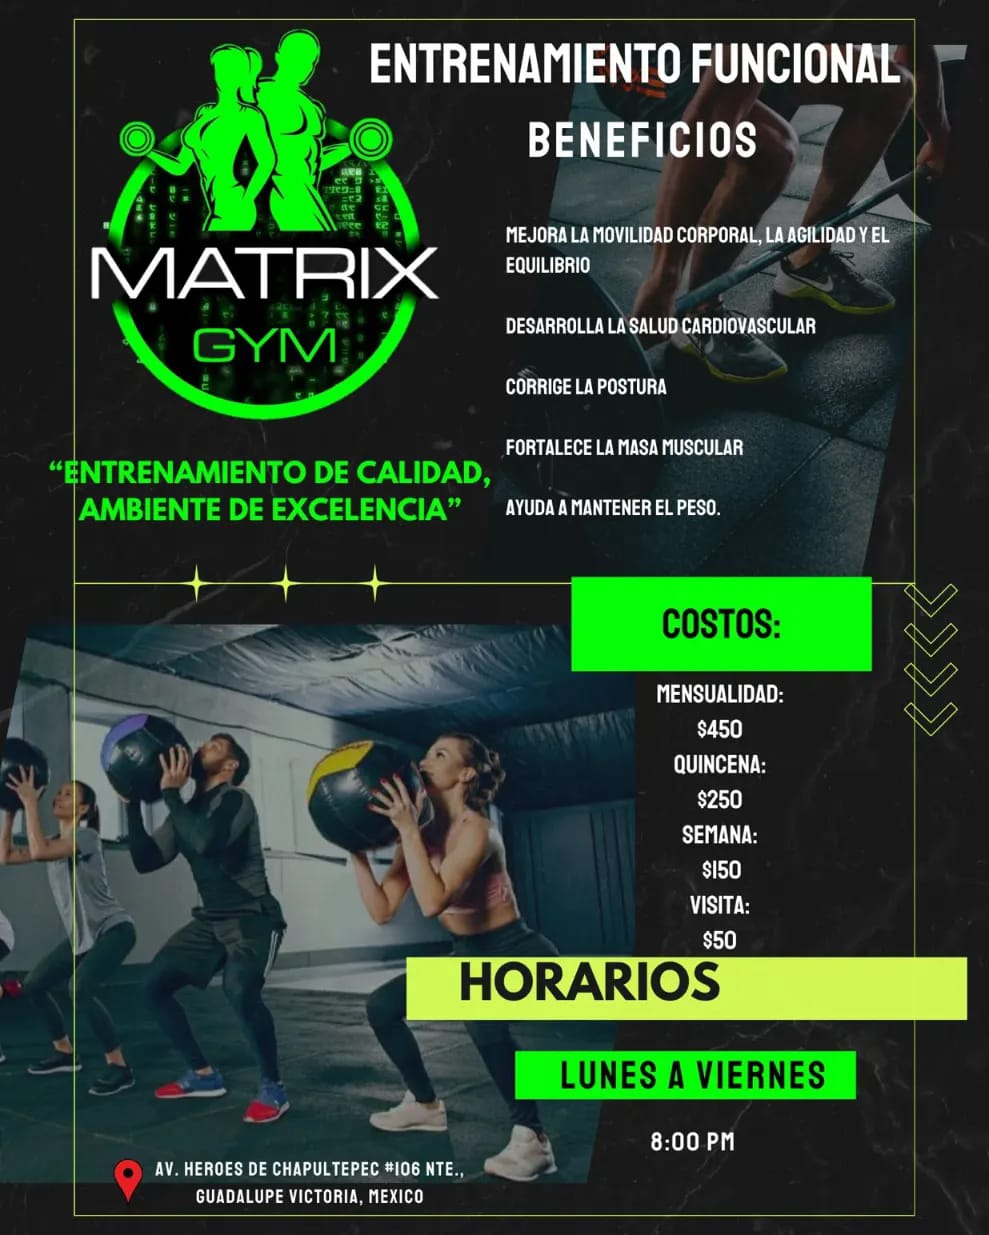 ENTRENAMIENTO FUNCIONAL
BENEFICIOS
MATRIX
GYM
MEJORA LA MOVILIDAD CORPORAL, LA AGILIDAD Y EL
EQUILIBRIO
DESARROLLA LA SALUD CARDIOVASCULAR
CORRIGE LA POSTURA
FORTALECE LA MASA MUSCULAR
AYUDA A MANTENER EL PESO.
“ENTRENAMIENTO DE CALIDAD,
AMBIENTE DE EXCELENCIA”
COSTOS:
MENSUALIDAD:
$450
QUINCENA:
$250
SEMANA:
$150
VISITA:
$50
HORARIOS
LUNES A VIERNES
8:00 PM
AV. HEROES DE CHAPULTEPEC #106 NTE.,
GUADALUPE VICTORIA, MEXICO